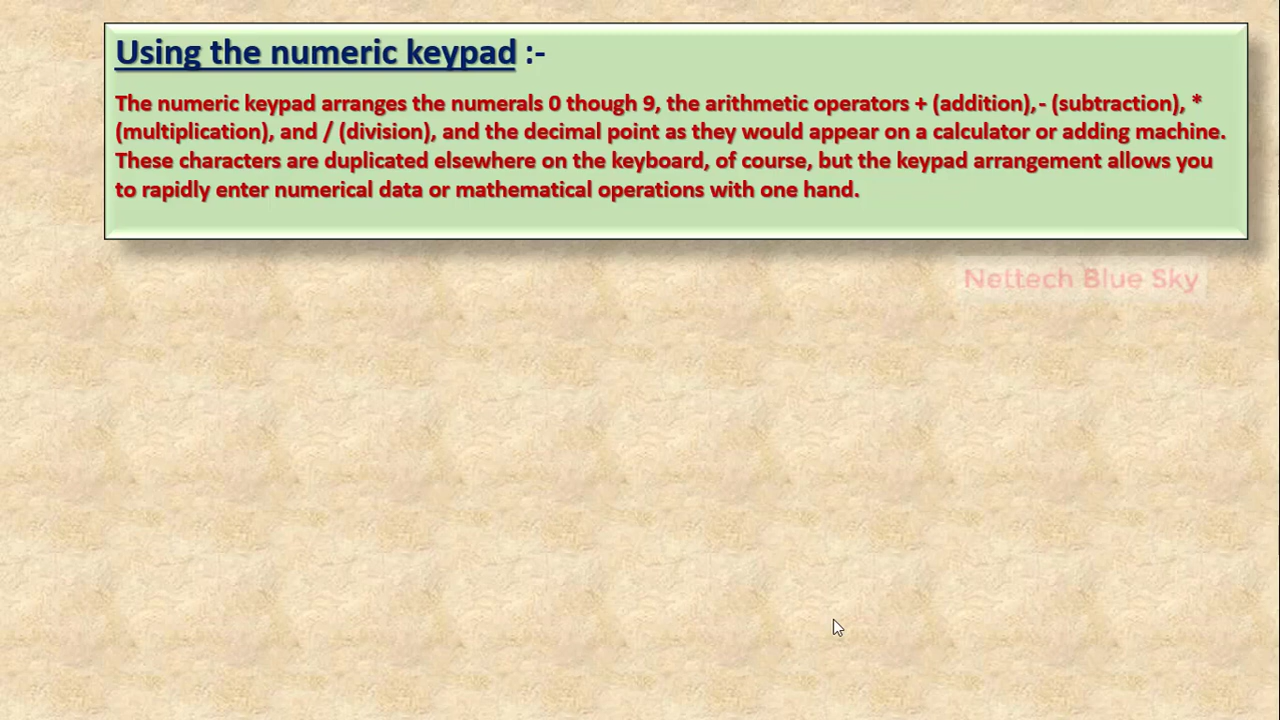 Using the numeric keypad :-
The numeric keypad arranges the numerals 0 though 9, the arithmetic operators + (addition), - (subtraction), *
(multiplication), and / (division), and the decimal point as they would appear on a calculator or adding machine.
These characters are duplicated elsewhere on the keyboard, of course, but the keypad arrangement allows you
to rapidly enter numerical data or mathematical operations with one hand.
Nettech Blue Sky